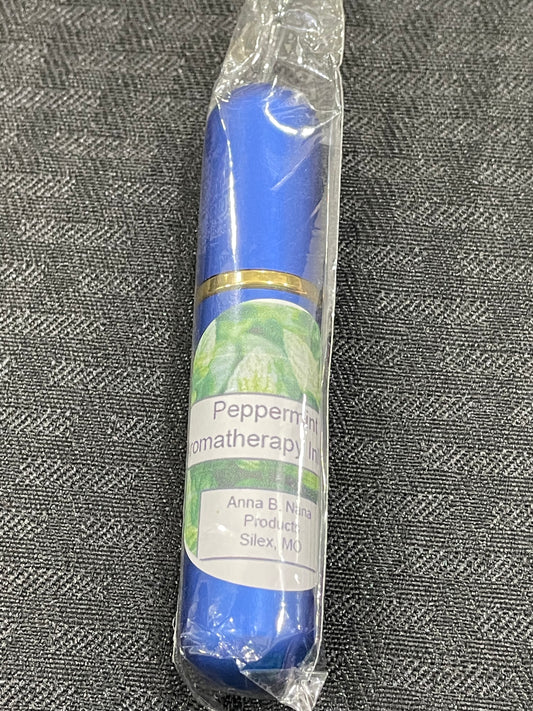 Peppermint
romatherapy In
Anna B. Nana
Products
Silex, MO